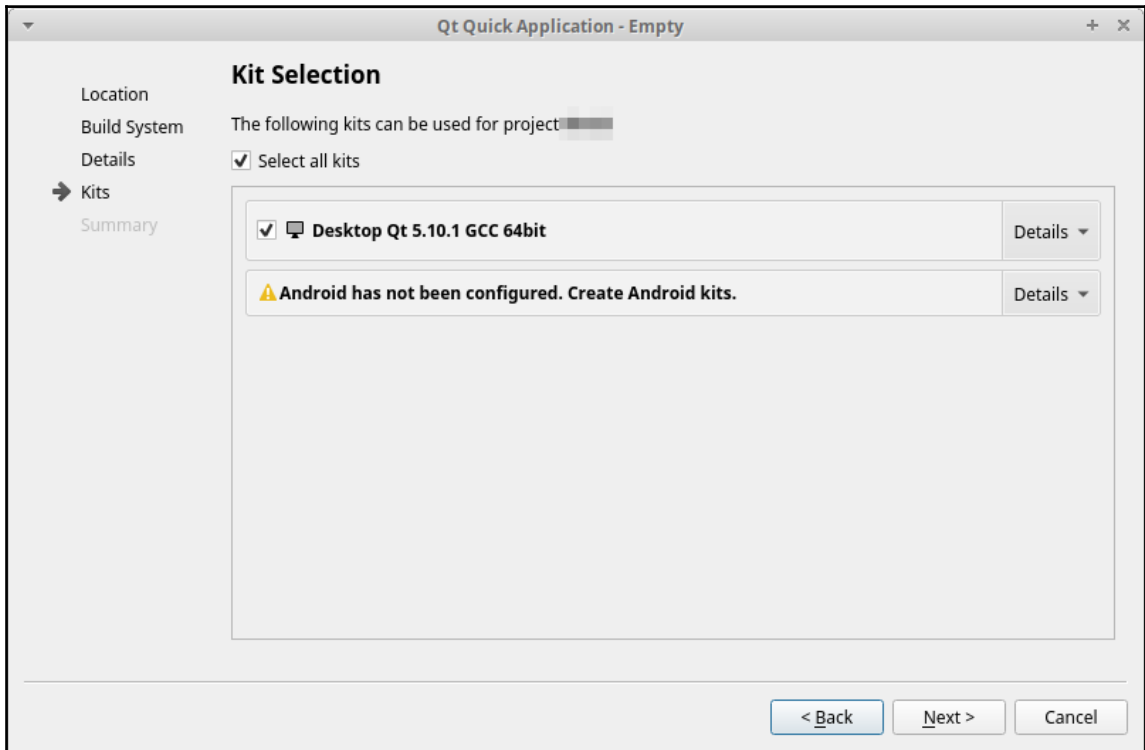 Qt Quick Application - Empty
Location
Build System
Details
Kits
Summary
Kit Selection
The following kits can be used for project
Select all kits
Desktop Qt 5.10.1 GCC 64bit
Details
Android has not been configured. Create Android kits.
Details
< Back
Next >
Cancel